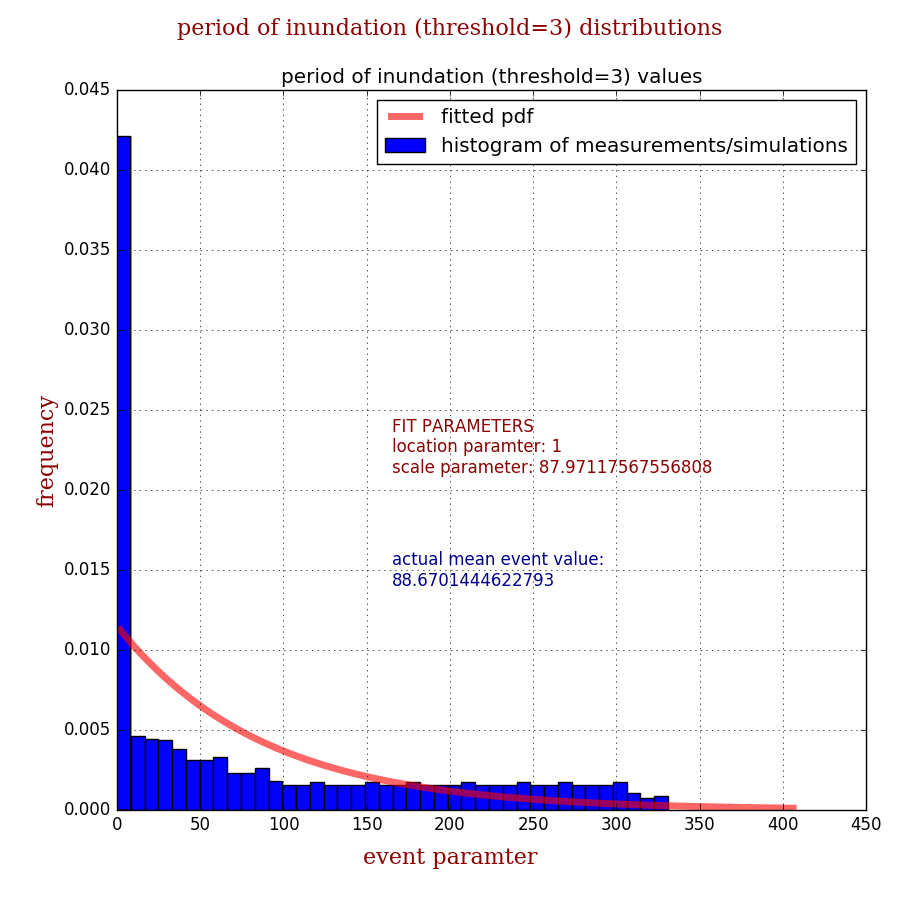 period of inundation (threshold=3) distributions
period of inundation (threshold=3) values
fitted pdf
histogram of measurements/simulations
0.045
0.040
0.035
0.030
0.025
0.020
0.015
0.010
0.005
0.000
frequency
FIT PARAMETERS
location paramter: 1
scale parameter: 87.97117567556808
actual mean event value:
88.6701444622793
0 50 100 150 200 250 300 350 400 450
event paramter